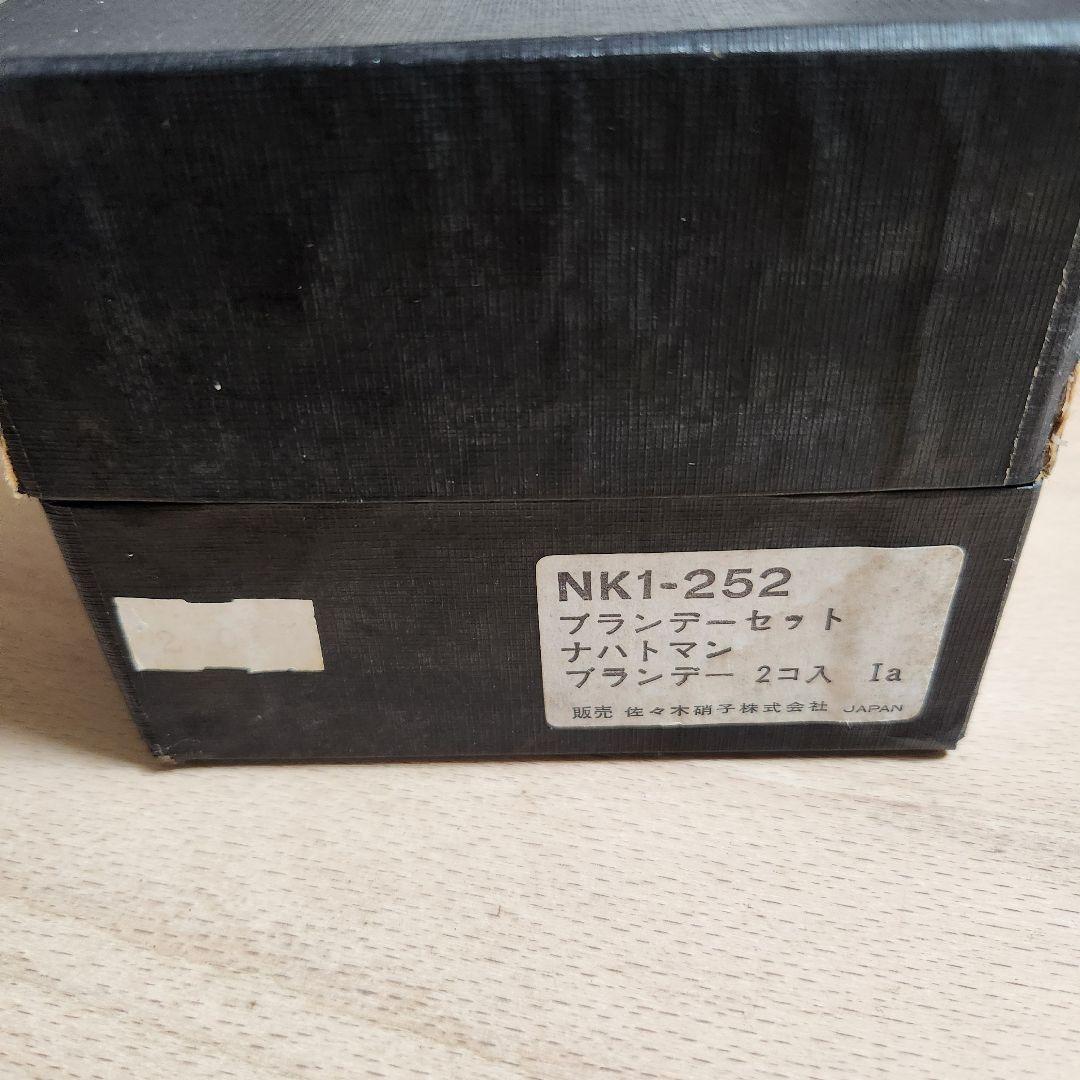 NK1-252
ブランデーセット
ナハトマン
ブランデー 2コ入 Ia
販売 佐々木硝子株式会社 JAPAN